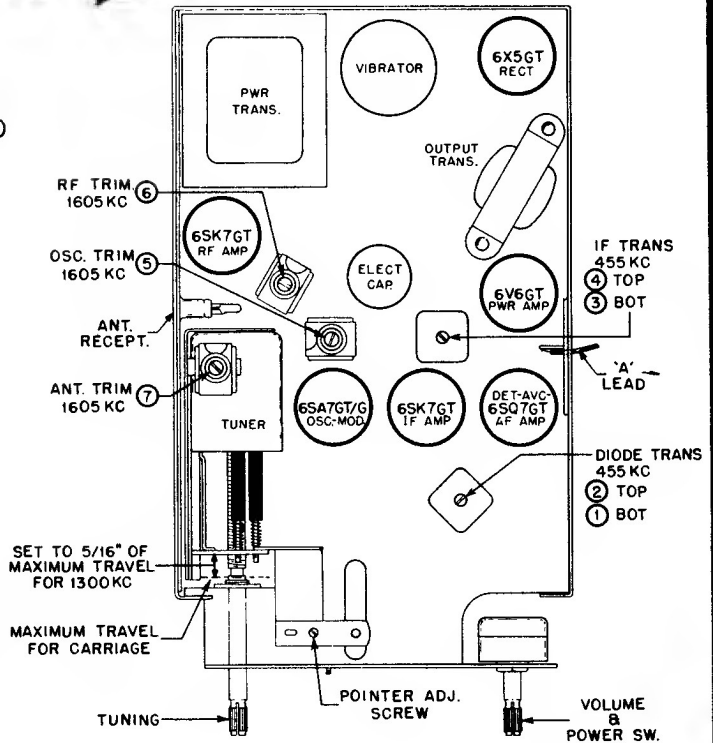 PWR
TRANS.
VIBRATOR
6X5GT
RECT
OUTPUT
TRANS.
RF TRIM. ⑥
1605 KC
6SK7GT
RF AMP
OSC. TRIM ⑤
1605 KC
ELECT
CAP.
IF TRANS
455 KC
④ TOP
③ BOT
6V6GT
PWR AMP
ANT.
RECEPT.
'A'
LEAD
ANT. TRIM ⑦
1605 KC
TUNER
6SA7GT/G
OSC.-MOD
6SK7GT
IF AMP
DET-AVC-
6SQ7GT
AF AMP
DIODE TRANS
455 KC
② TOP
① BOT
SET TO 5/16" OF
MAXIMUM TRAVEL
FOR 1300 KC
MAXIMUM TRAVEL
FOR CARRIAGE
POINTER ADJ.
SCREW
TUNING
VOLUME
&
POWER SW.